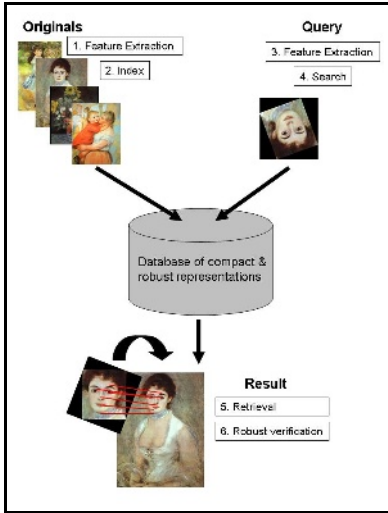 Originals
1. Feature Extraction
2. Index
Query
3. Feature Extraction
4. Search
Database of compact &
robust representations
Result
5. Retrieval
6. Robust verification